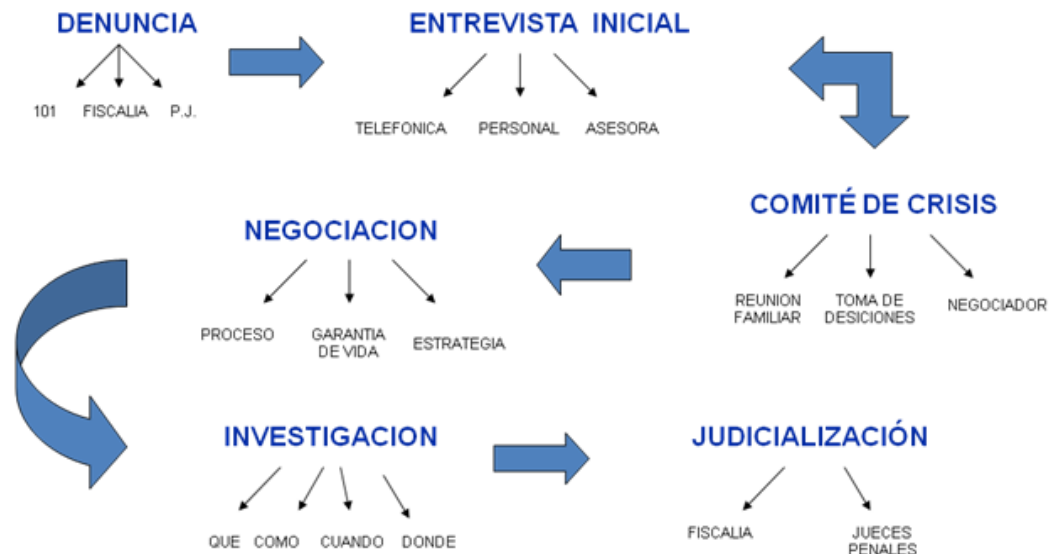 DENUNCIA
101 FISCALIA P.J.
ENTREVISTA INICIAL
TELEFONICA PERSONAL ASESORA
COMITÉ DE CRISIS
REUNION
FAMILIAR
TOMA DE
DESICIONES
NEGOCIADOR
NEGOCIACION
PROCESO
GARANTIA
DE VIDA
ESTRATEGIA
INVESTIGACION
QUE COMO CUANDO DONDE
JUDICIALIZACIÓN
FISCALIA
JUECES
PENALES